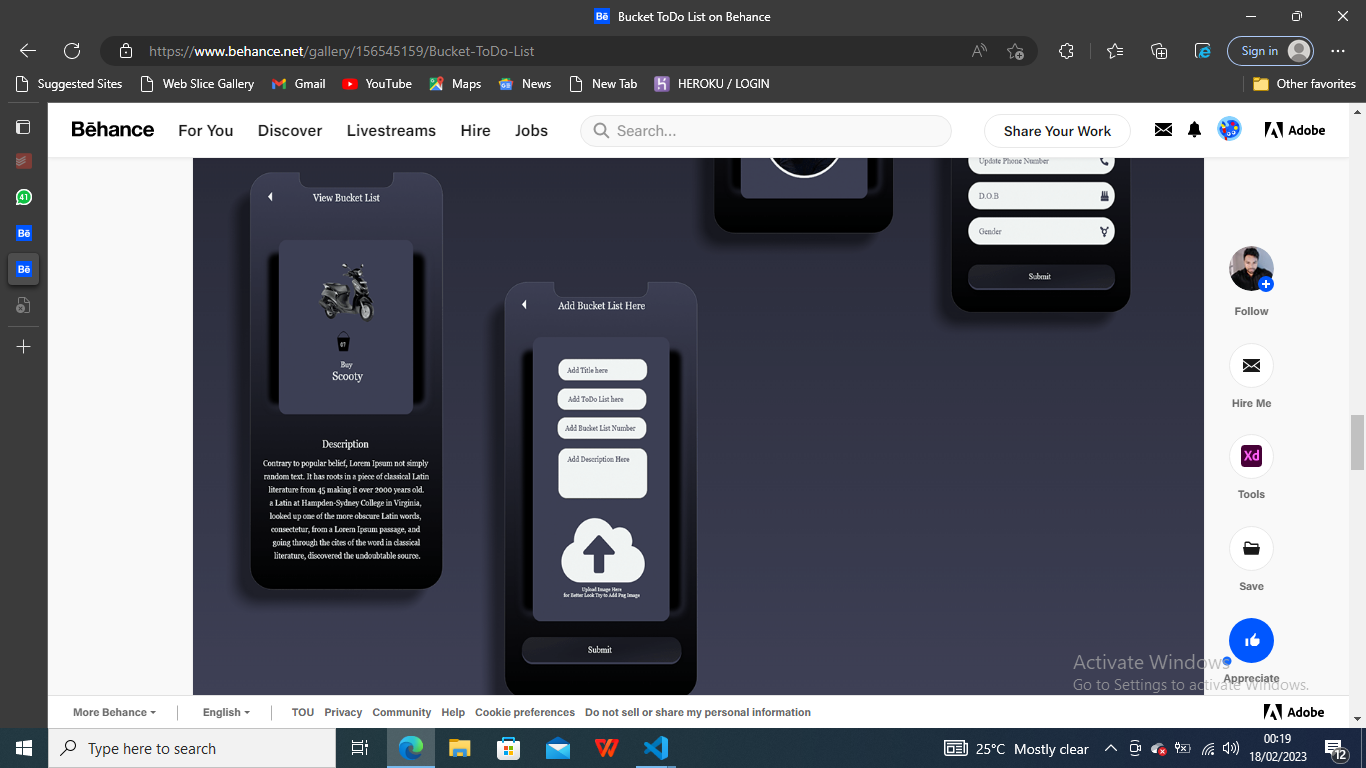 Bē Bucket ToDo List on Behance
https://www.behance.net/gallery/156545159/Bucket-ToDo-List
Sign in
Suggested Sites
Web Slice Gallery
Gmail
YouTube
Maps
News
New Tab
HEROKU / LOGIN
Other favorites
Bēhance
For You
Discover
Livestreams
Hire
Jobs
Search...
Share Your Work
Adobe
41
Bē
Bē
View Bucket List
07
Buy
Scooty
Description
Contrary to popular belief, Lorem Ipsum not simply
random text. It has roots in a piece of classical Latin
literature from 45 making it over 2000 years old.
a Latin at Hampden-Sydney College in Virginia,
looked up one of the more obscure Latin words,
consectetur, from a Lorem Ipsum passage, and
going through the cites of the word in classical
literature, discovered the undoubtable source.
Add Bucket List Here
Add Title here
Add ToDo List here
Add Bucket List Number
Add Description Here
Upload Image Here
for Better Look Try to Add Png Image
Submit
Update Phone Number
D.O.B
Gender
Submit
Follow
Hire Me
Xd
Tools
Save
Appreciate
Activate Windows
Go to Settings to activate Windows.
More Behance
English
TOU
Privacy
Community
Help
Cookie preferences
Do not sell or share my personal information
Adobe
Type here to search
25°C Mostly clear
00:19
18/02/2023
12